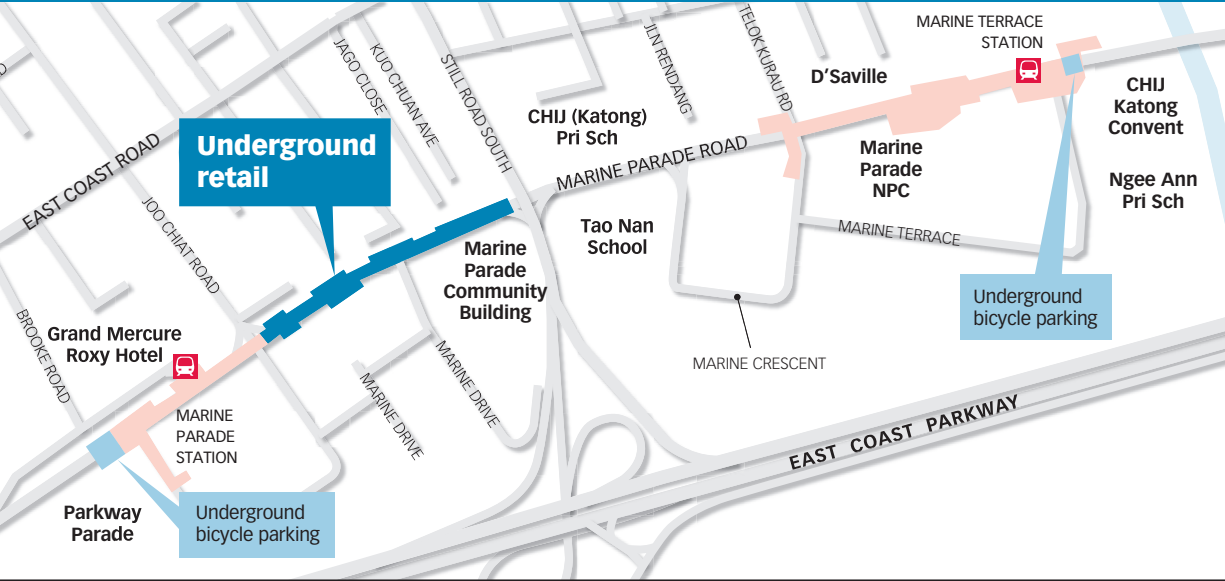 MARINE TERRACE
STATION
TELOK KURAU RD
JLN RENDANG
JAGO CLOSE
KUO CHUAN AVE
STILL ROAD SOUTH
D'SAVILLE
CHIJ
Katong
Convent
CHIJ (Katong)
Pri Sch
Underground
retail
EAST COAST ROAD
MARINE PARADE ROAD
Marine
Parade
NPC
Ngee Ann
Pri Sch
JOO CHIAT ROAD
Tao Nan
School
MARINE TERRACE
Marine
Parade
Community
Building
Underground
bicycle parking
BROOKE ROAD
Grand Mercure
Roxy Hotel
MARINE CRESCENT
MARINE DRIVE
MARINE DRIVE
MARINE
PARADE
STATION
EAST COAST PARKWAY
Parkway
Parade
Underground
bicycle parking